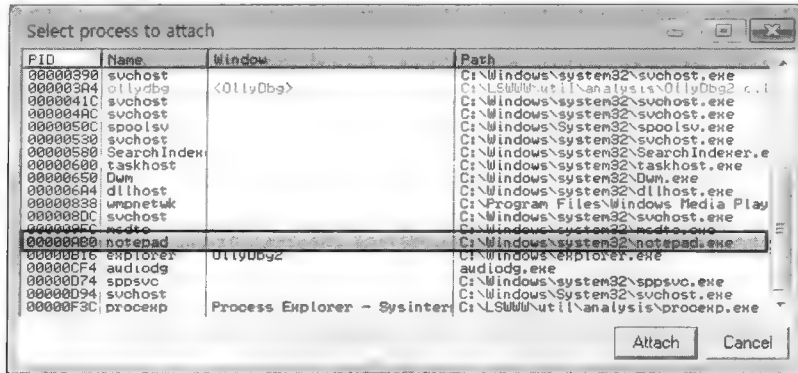 Select process to attach
PID Name Window Path
00000390 svchost C:\Windows\system32\svchost.exe
000003A4 ollydbg <OllyDbg> C:\LSWWW\util\analysis\OllyDbg2
0000041C svchost C:\Windows\system32\svchost.exe
000004AC svchost C:\Windows\system32\svchost.exe
0000050C spoolsv C:\Windows\System32\spoolsv.exe
00000530 svchost C:\Windows\system32\svchost.exe
00000580 SearchIndex C:\Windows\system32\SearchIndexer.e
00000600 taskhost C:\Windows\system32\taskhost.exe
00000650 Dwm C:\Windows\system32\Dwm.exe
000006A4 dllhost C:\Windows\system32\dllhost.exe
00000838 wmpnetwk C:\Program Files\Windows Media Play
000008DC svchost C:\Windows\system32\svchost.exe
msdtc C:\Windows\System32\msdtc.exe
notepad C:\Windows\system32\notepad.exe
00000B16 explorer OllyDbg2 C:\Windows\explorer.exe
00000CF4 audiodg audiodg.exe
00000D74 sppsvc C:\Windows\system32\sppsvc.exe
00000D94 svchost C:\Windows\System32\svchost.exe
00000F3C procexp Process Explorer - Sysinter C:\LSWWW\util\analysis\procexp.exe
Attach Cancel